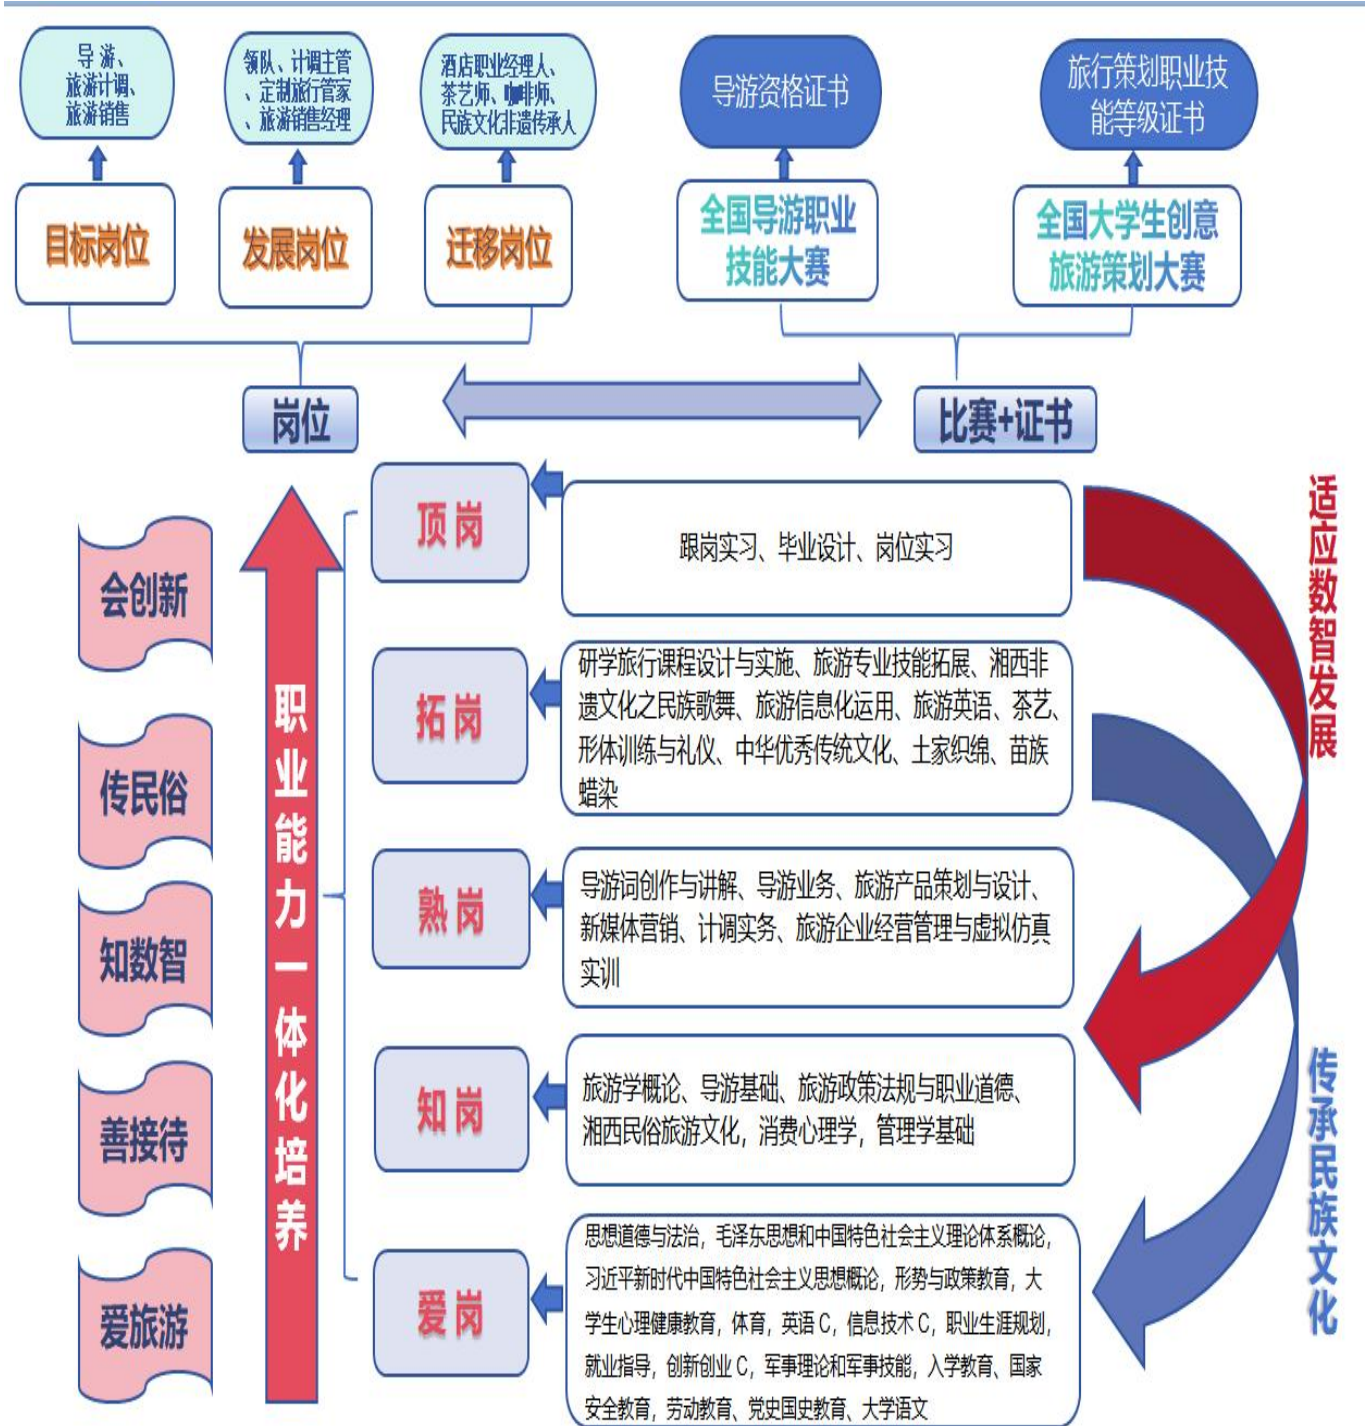 导 游、
旅游计调、
旅游销售
领队、计调主管
、定制旅行管家
、旅游销售经理
酒店职业经理人、
茶艺师、咖啡师、
民族文化非遗传承人
导游资格证书
旅行策划职业技
能等级证书
目标岗位
发展岗位
迁移岗位
全国导游职业
技能大赛
全国大学生创意
旅游策划大赛
岗位
比赛+证书
会创新
传民俗
知数智
善接待
爱旅游
职业能力一体化培养
顶 岗
跟岗实习、毕业设计、岗位实习
拓 岗
研学旅行课程设计与实施、旅游专业技能拓展、湘西非
遗文化之民族歌舞、旅游信息化运用、旅游英语、茶艺、
形体训练与礼仪、中华优秀传统文化、土家织绵、苗族
蜡染
熟 岗
导游词创作与讲解、导游业务、旅游产品策划与设计、
新媒体营销、计调实务、旅游企业经营管理与虚拟仿真
实训
知 岗
旅游学概论、导游基础、旅游政策法规与职业道德、
湘西民俗旅游文化，消费心理学，管理学基础
爱 岗
思想道德与法治，毛泽东思想和中国特色社会主义理论体系概论，
习近平新时代中国特色社会主义思想概论，形势与政策教育，大
学生心理健康教育，体育，英语 C，信息技术 C，职业生涯规划，
就业指导，创新创业 C，军事理论和军事技能，入学教育、国家
安全教育，劳动教育、党史国史教育、大学语文
适应数智发展
传承民族文化